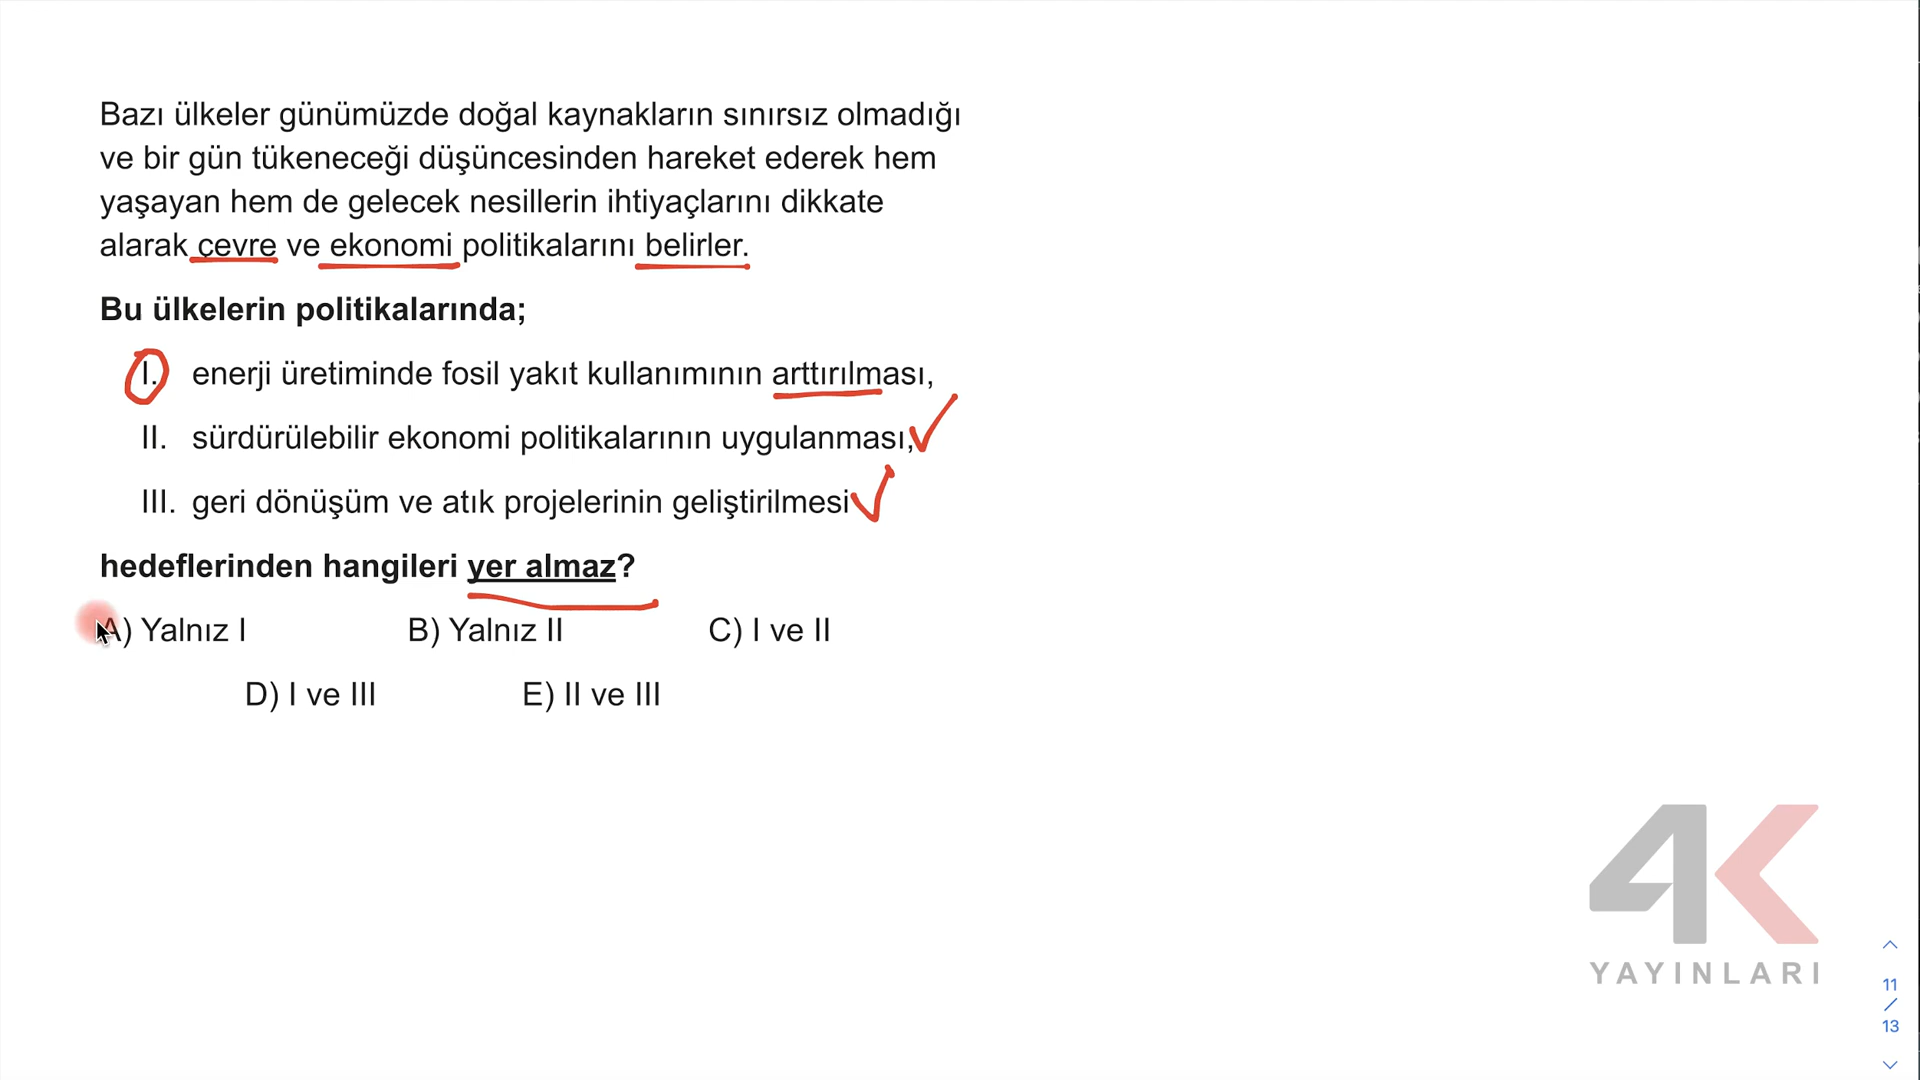 Bazı ülkeler günümüzde doğal kaynakların sınırsız olmadığı
ve bir gün tükeneceği düşüncesinden hareket ederek hem
yaşayan hem de gelecek nesillerin ihtiyaçlarını dikkate
alarak çevre ve ekonomi politikalarını belirler.
Bu ülkelerin politikalarında;
I. enerji üretiminde fosil yakıt kullanımının arttırılması,
II. sürdürülebilir ekonomi politikalarının uygulanması,
III. geri dönüşüm ve atık projelerinin geliştirilmesi
hedeflerinden hangileri yer almaz?
A) Yalnız I B) Yalnız II C) I ve II
D) I ve III E) II ve III
4K
YAYINLARI
11
/
13